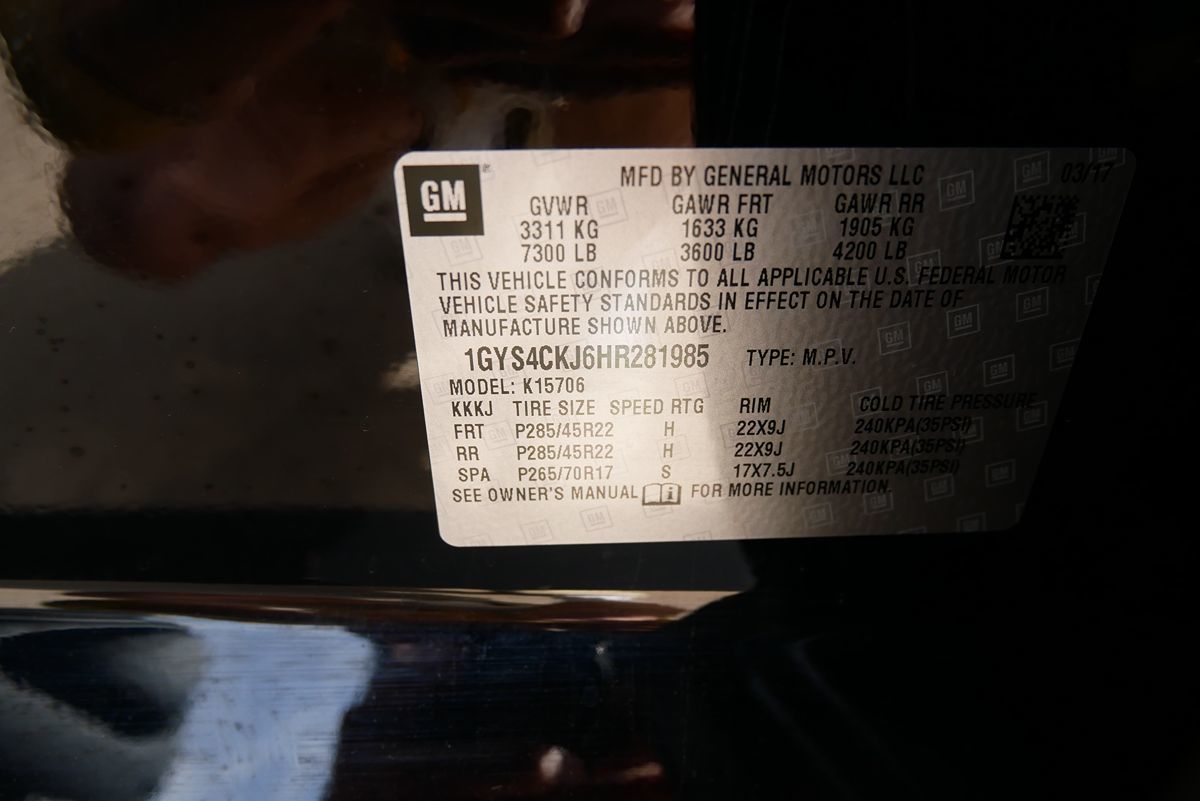 GM
MFD BY GENERAL MOTORS LLC 03/17
GVWR GAWR FRT GAWR RR
3311 KG 1633 KG 1905 KG
7300 LB 3600 LB 4200 LB
THIS VEHICLE CONFORMS TO ALL APPLICABLE U.S. FEDERAL MOTOR
VEHICLE SAFETY STANDARDS IN EFFECT ON THE DATE OF
MANUFACTURE SHOWN ABOVE.
1GYS4CKJ6HR281985 TYPE: M.P.V.
MODEL: K15706
KKKJ TIRE SIZE SPEED RTG RIM COLD TIRE PRESSURE
FRT P285/45R22 H 22X9J 240KPA(35PSI)
RR P285/45R22 H 22X9J 240KPA(35PSI)
SPA P265/70R17 S 17X7.5J 240KPA(35PSI)
SEE OWNER'S MANUAL FOR MORE INFORMATION.